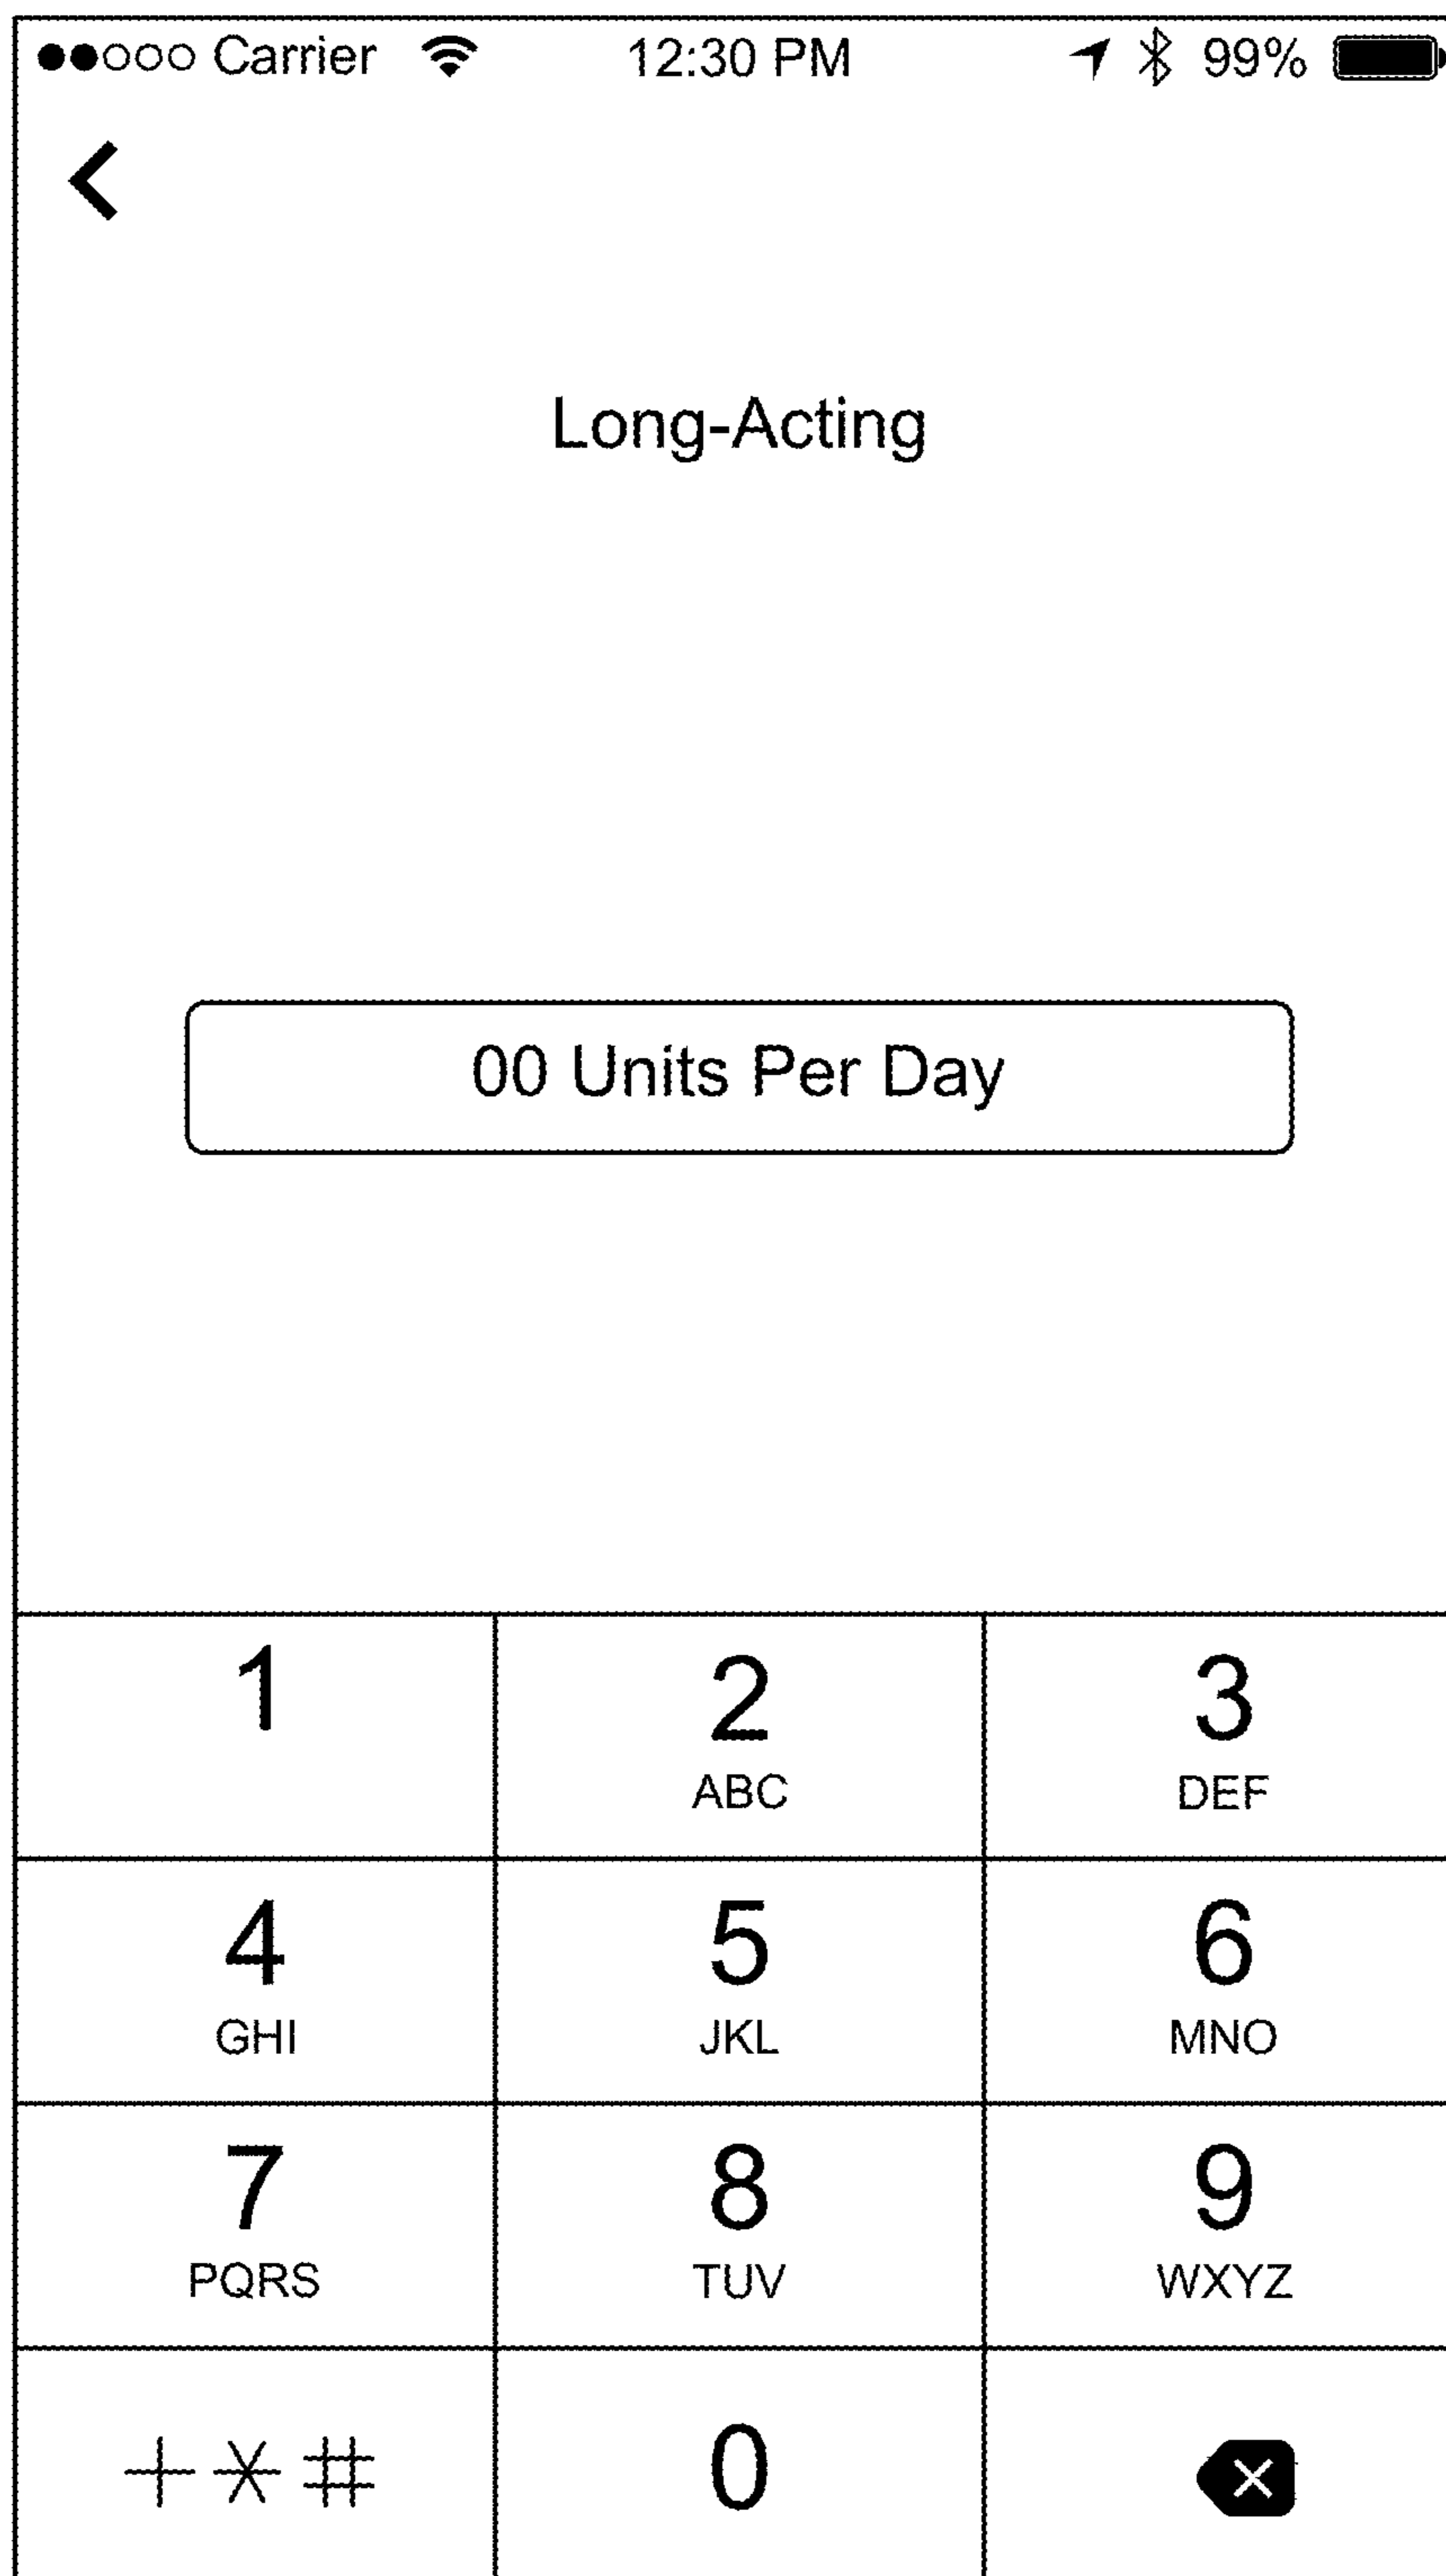 Carrier 12:30 PM 99%
Long-Acting
00 Units Per Day
1 2 3
ABC DEF
4 5 6
GHI JKL MNO
7 8 9
PQRS TUV WXYZ
+*# 0